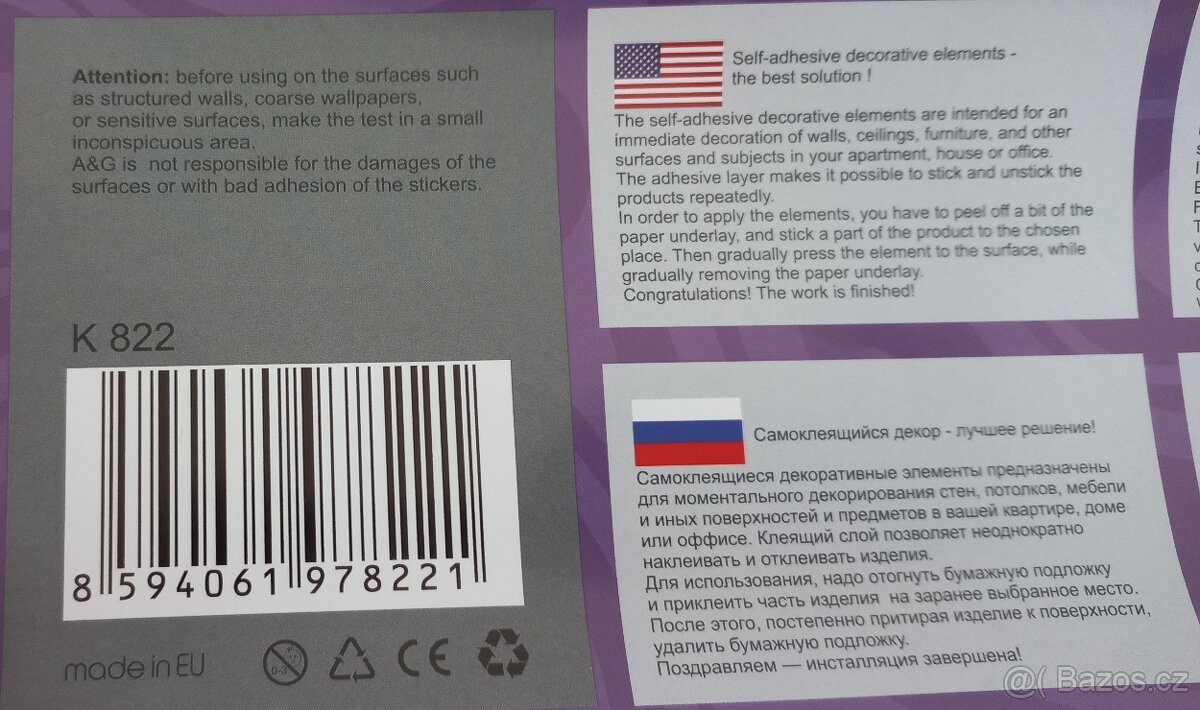 Attention: before using on the surfaces such
as structured walls, coarse wallpapers,
or sensitive surfaces, make the test in a small
inconspicuous area.
A&G is not responsible for the damages of the
surfaces or with bad adhesion of the stickers.
K 822
8 594061 978221
made in EU
0-3
CE
Self-adhesive decorative elements -
the best solution !
The self-adhesive decorative elements are intended for an
immediate decoration of walls, ceilings, furniture, and other
surfaces and subjects in your apartment, house or office.
The adhesive layer makes it possible to stick and unstick the
products repeatedly.
In order to apply the elements, you have to peel off a bit of the
paper underlay, and stick a part of the product to the chosen
place. Then gradually press the element to the surface, while
gradually removing the paper underlay.
Congratulations! The work is finished!
Самоклеящийся декор - лучшее решение!
Самоклеящиеся декоративные элементы предназначены
для моментального декорирования стен, потолков, мебели
и иных поверхностей и предметов в вашей квартире, доме
или оффисе. Клеящий слой позволяет неоднократно
наклеивать и отклеивать изделия.
Для использования, надо отогнуть бумажную подложку
и приклеить часть изделия на заранее выбранное место.
После этого, постепенно притирая изделие к поверхности,
удалить бумажную подложку.
Поздравляем — инсталляция завершена!
@( Bazos.cz